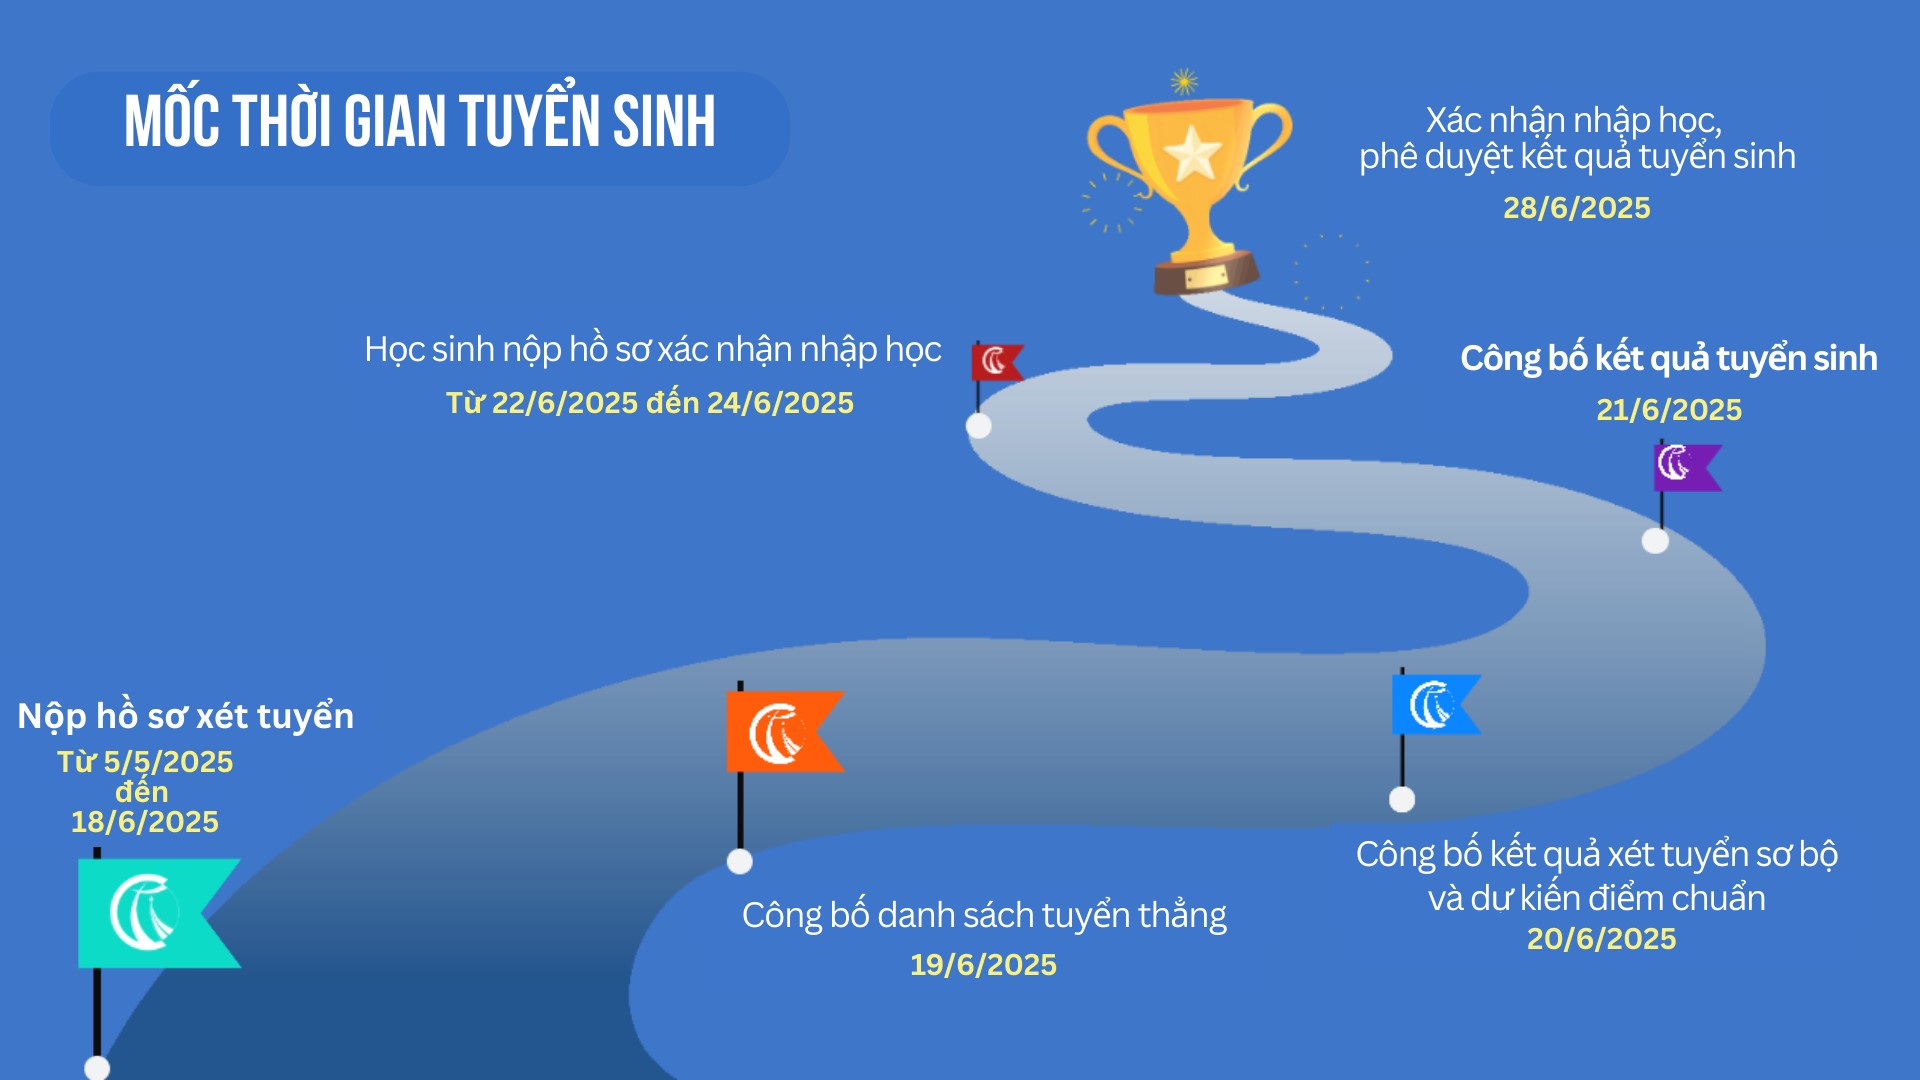 MỐC THỜI GIAN TUYỂN SINH
Xác nhận nhập học,
phê duyệt kết quả tuyển sinh
28/6/2025
Học sinh nộp hồ sơ xác nhận nhập học
Từ 22/6/2025 đến 24/6/2025
Công bố kết quả tuyển sinh
21/6/2025
Nộp hồ sơ xét tuyển
Từ 5/5/2025
đến
18/6/2025
Công bố danh sách tuyển thẳng
19/6/2025
Công bố kết quả xét tuyển sơ bộ
và dự kiến điểm chuẩn
20/6/2025